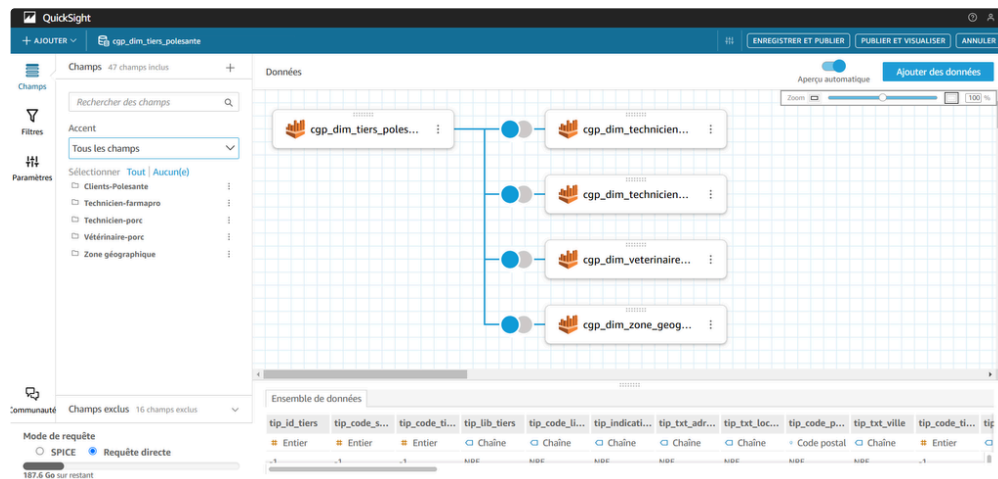 QuickSight
+ AJOUTER
cgp_dim_tiers_polesante
ENREGISTRER ET PUBLIER
PUBLIER ET VISUALISER
ANNULER
Champs
Filtres
Paramètres
Communauté
Champs 47 champs inclus +
Rechercher des champs
Accent
Tous les champs
Sélectionner Tout | Aucun(e)
Clients-Polesante
Technicien-farmapro
Technicien-porc
Vétérinaire-porc
Zone géographique
Champs exclus 16 champs exclus
Mode de requête
SPICE Requête directe
187.6 Go sur restant
Données
Aperçu automatique
Ajouter des données
Zoom 100 %
cgp_dim_tiers_poles...
cgp_dim_technicien...
cgp_dim_technicien...
cgp_dim_veterinaire...
cgp_dim_zone_geog...
Ensemble de données
tip_id_tiers tip_code_s... tip_code_ti... tip_lib_tiers tip_code_li... tip_indicati... tip_txt_adr... tip_txt_loc... tip_code_p... tip_txt_ville tip_code_ti... tip
# Entier # Entier # Entier Chaîne Chaîne Chaîne Chaîne Chaîne Code postal Chaîne # Entier